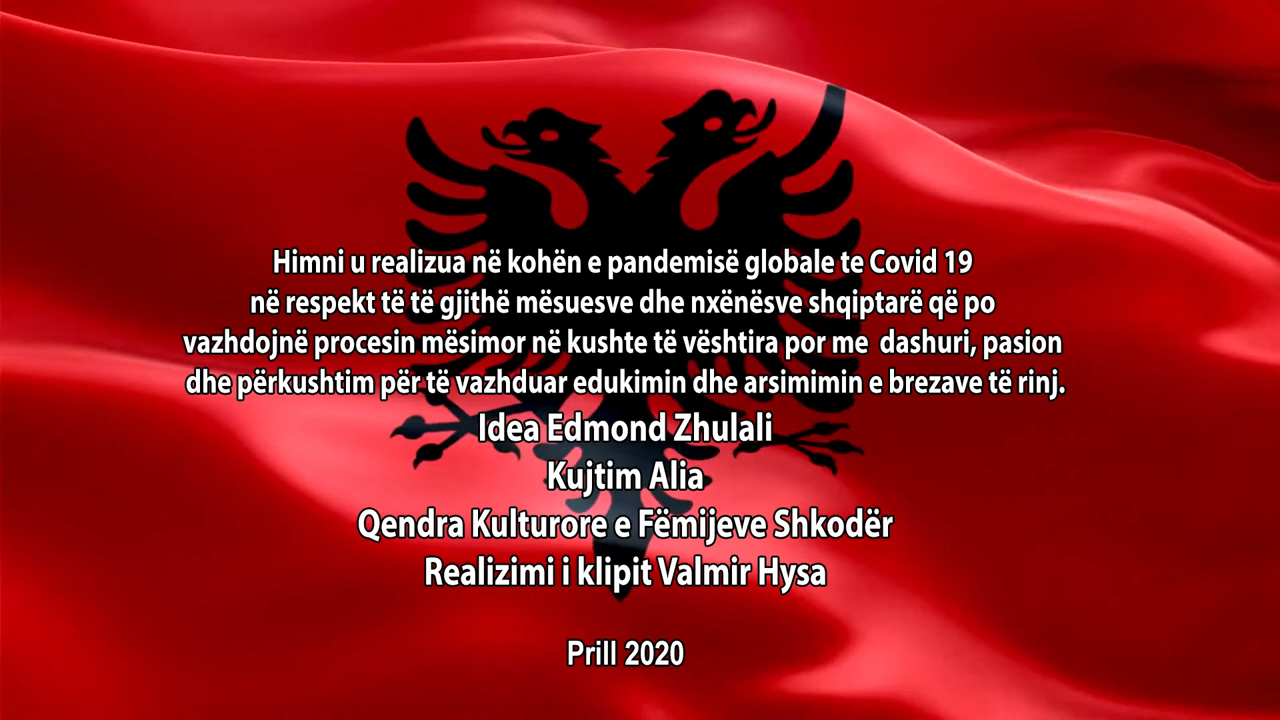 Himni u realizua në kohën e pandemisë globale te Covid 19
në respekt të të gjithë mësuesve dhe nxënësve shqiptarë që po
vazhdojnë procesin mësimor në kushte të vështira por me  dashuri, pasion
dhe përkushtim për të vazhduar edukimin dhe arsimimin e brezave të rinj.
Idea Edmond Zhulali
Kujtim Alia
Qendra Kulturore e Fëmijeve Shkodër
Realizimi i klipit Valmir Hysa
Prill 2020